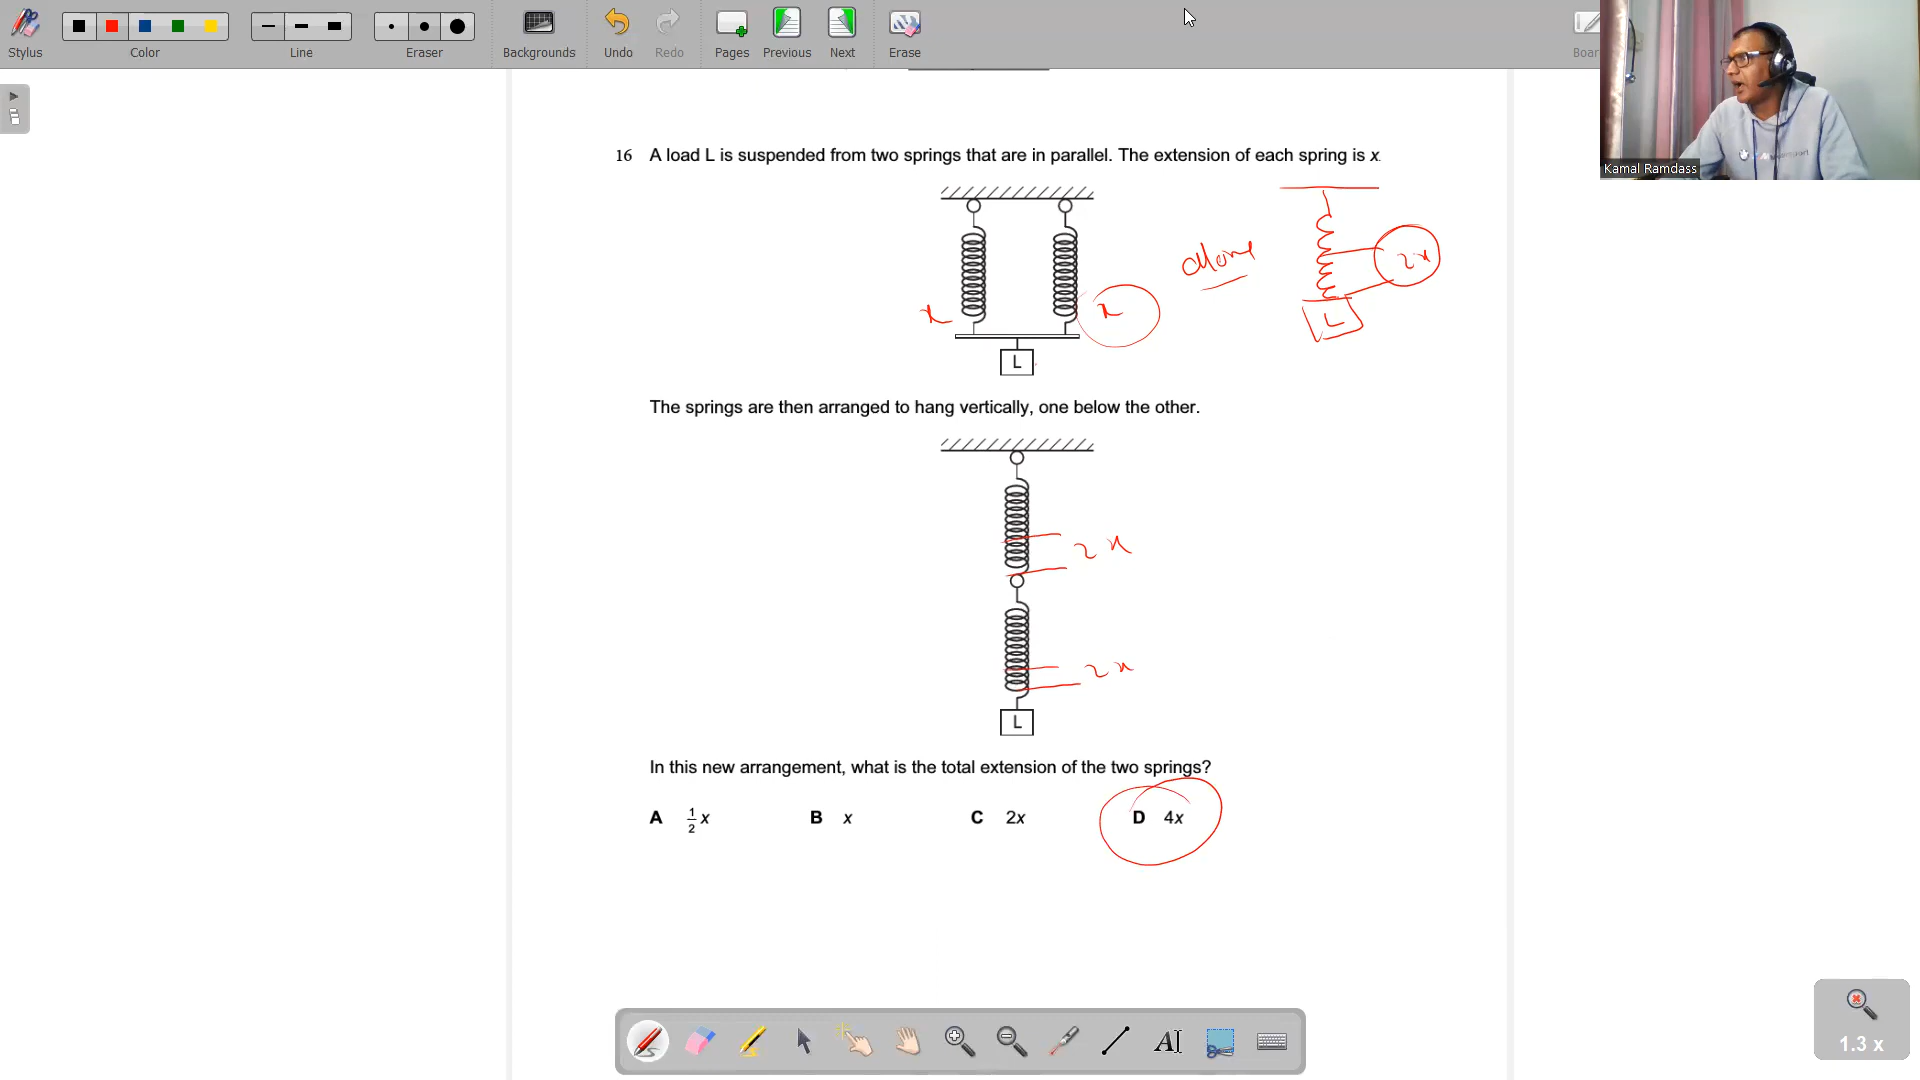 Stylus Color Line Eraser Backgrounds Undo Redo Pages Previous Next Erase Boar
Kamal Ramdass
16 A load L is suspended from two springs that are in parallel. The extension of each spring is x.
alone
2x
x
x
L
L
The springs are then arranged to hang vertically, one below the other.
2x
2x
L
In this new arrangement, what is the total extension of the two springs?
A 1/2 x B x C 2x D 4x
1.3 x